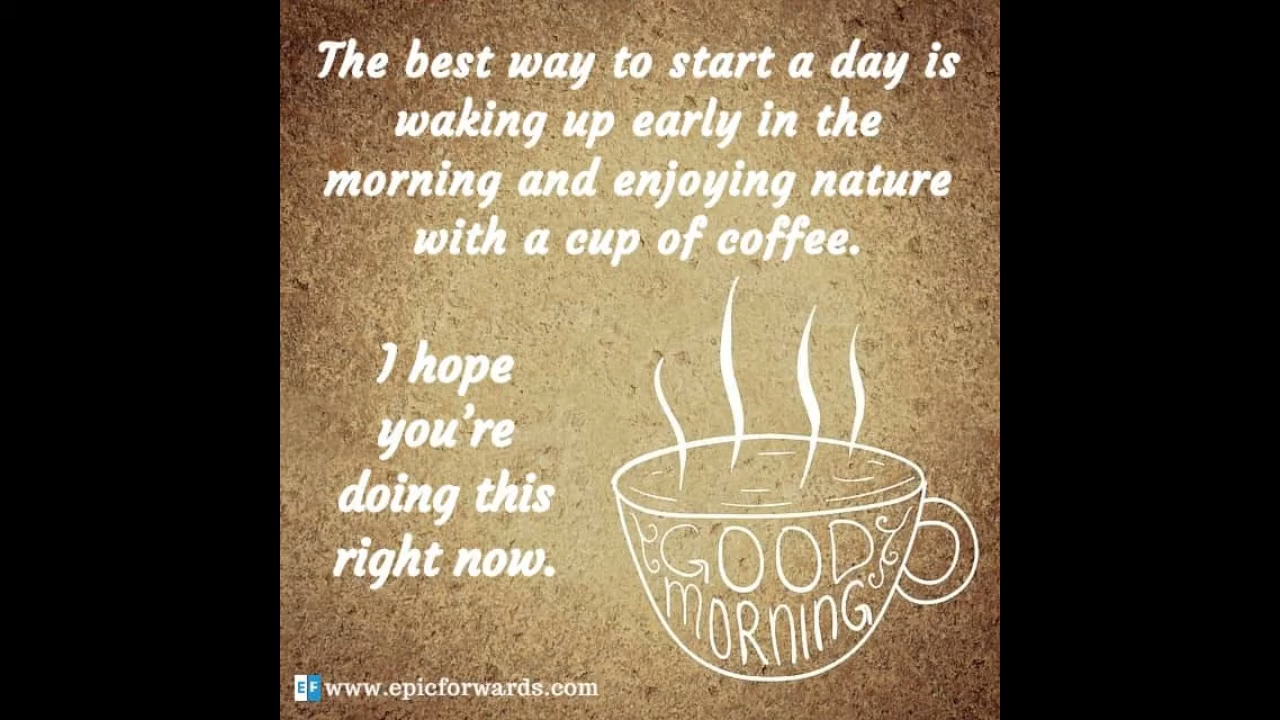 The best way to start a day is
waking up early in the
morning and enjoying nature
with a cup of coffee.
I hope
you're
doing this
right now.
GOOD
MORNING
EF www.epicforwards.com